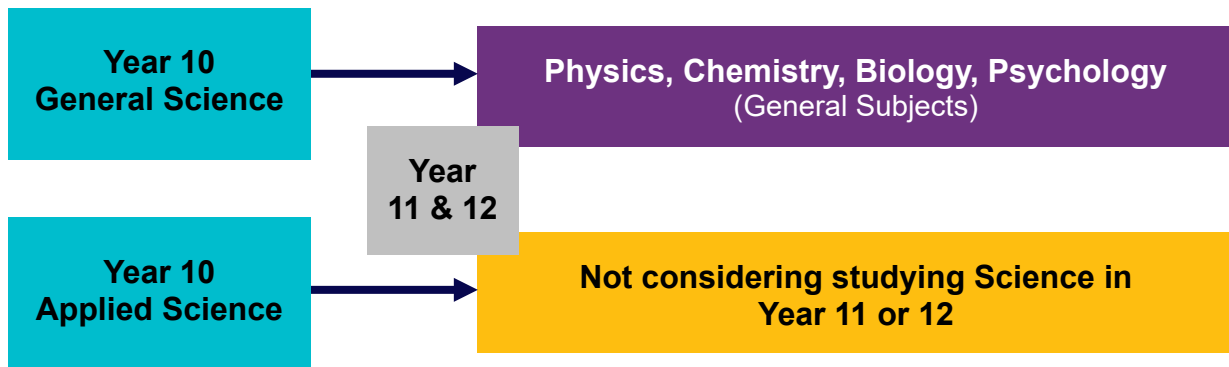 Year 10
General Science
Physics, Chemistry, Biology, Psychology
(General Subjects)
Year
11 & 12
Year 10
Applied Science
Not considering studying Science in
Year 11 or 12